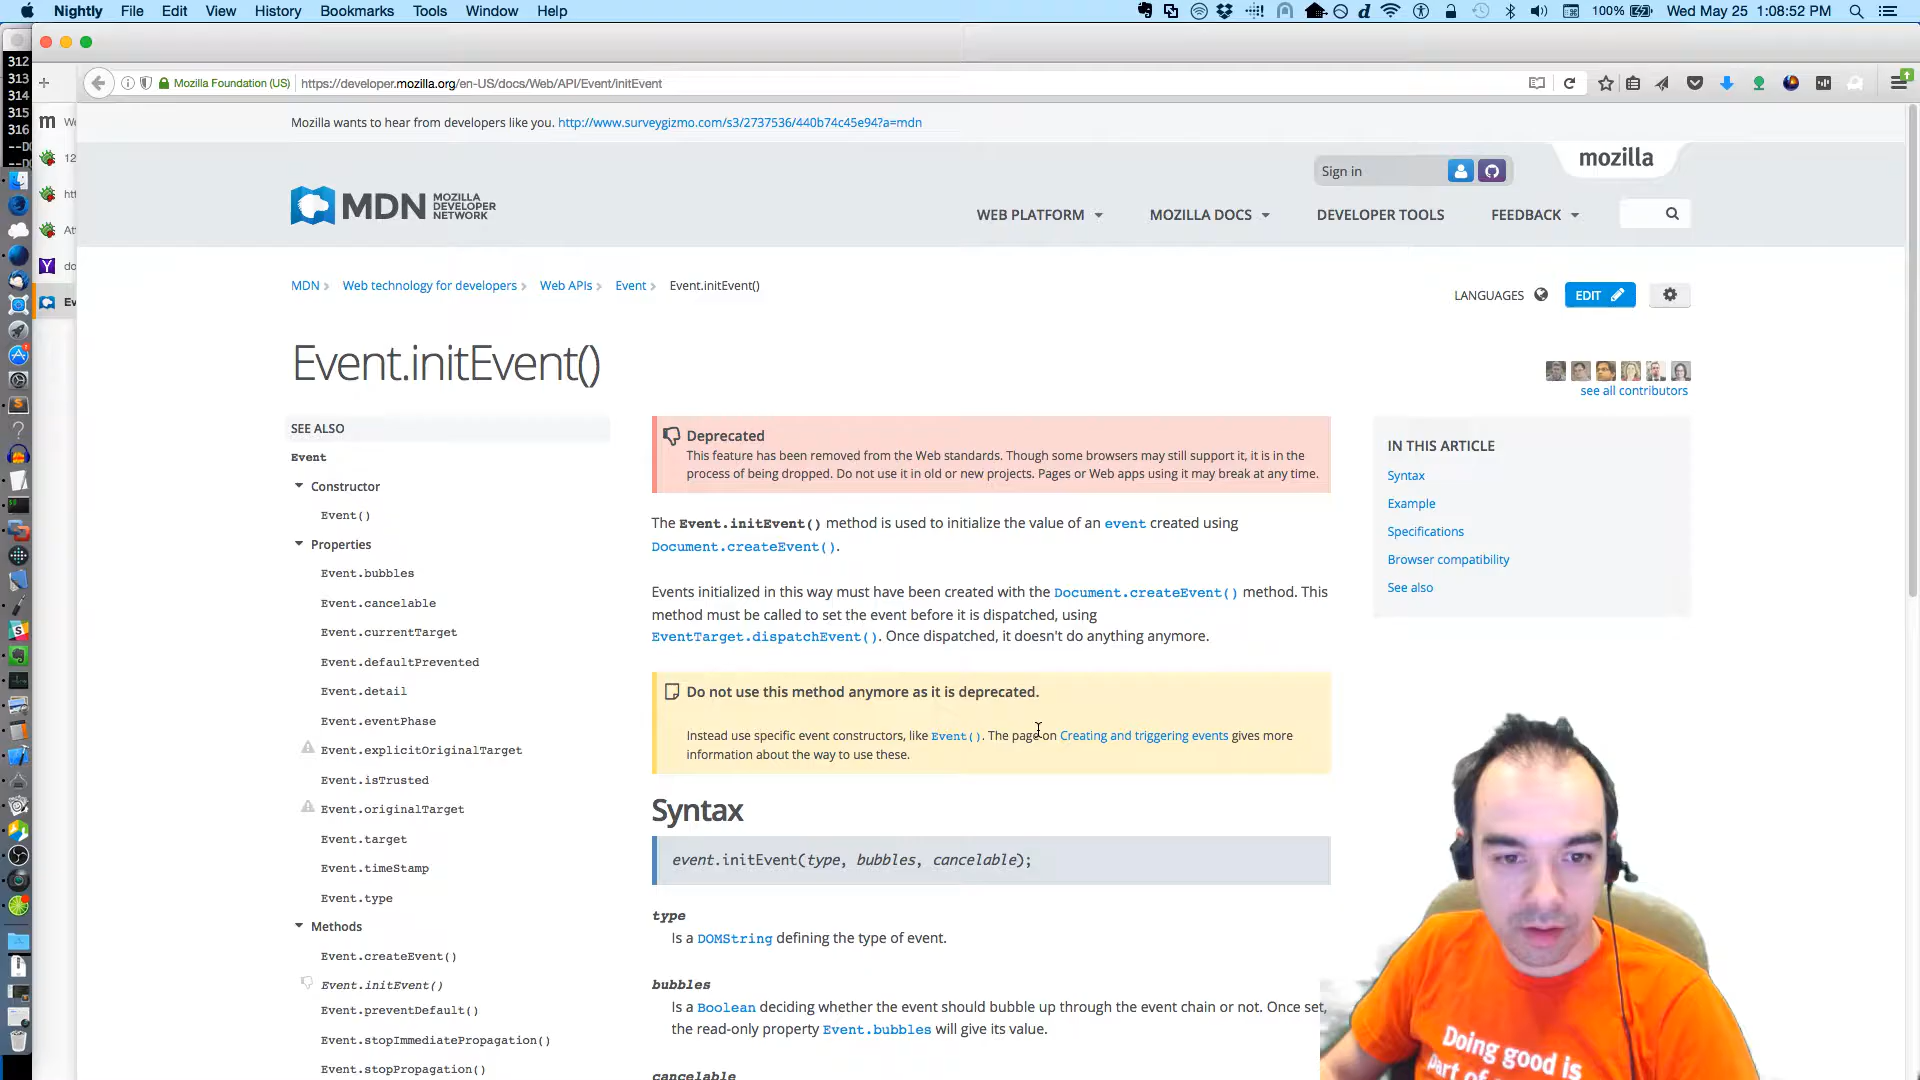 Nightly File Edit View History Bookmarks Tools Window Help
100% Wed May 25 1:08:52 PM
312
313
314
315
316
Mozilla Foundation (US) https://developer.mozilla.org/en-US/docs/Web/API/Event/initEvent
Mozilla wants to hear from developers like you. http://www.surveygizmo.com/s3/2737536/440b74c45e94?a=mdn
12
htt
At
do
Ev
mozilla
Sign in
MDN MOZILLA DEVELOPER NETWORK
WEB PLATFORM MOZILLA DOCS DEVELOPER TOOLS FEEDBACK
MDN Web technology for developers Web APIs Event Event.initEvent()
LANGUAGES EDIT
Event.initEvent()
see all contributors
SEE ALSO
Event
Constructor
Event()
Properties
Event.bubbles
Event.cancelable
Event.currentTarget
Event.defaultPrevented
Event.detail
Event.eventPhase
Event.explicitOriginalTarget
Event.isTrusted
Event.originalTarget
Event.target
Event.timeStamp
Event.type
Methods
Event.createEvent()
Event.initEvent()
Event.preventDefault()
Event.stopImmediatePropagation()
Event.stopPropagation()
Deprecated
This feature has been removed from the Web standards. Though some browsers may still support it, it is in the
process of being dropped. Do not use it in old or new projects. Pages or Web apps using it may break at any time.
The Event.initEvent() method is used to initialize the value of an event created using
Document.createEvent().
Events initialized in this way must have been created with the Document.createEvent() method. This
method must be called to set the event before it is dispatched, using
EventTarget.dispatchEvent(). Once dispatched, it doesn't do anything anymore.
Do not use this method anymore as it is deprecated.
Instead use specific event constructors, like Event(). The page on Creating and triggering events gives more
information about the way to use these.
Syntax
event.initEvent(type, bubbles, cancelable);
type
Is a DOMString defining the type of event.
bubbles
Is a Boolean deciding whether the event should bubble up through the event chain or not. Once set,
the read-only property Event.bubbles will give its value.
cancelable
IN THIS ARTICLE
Syntax
Example
Specifications
Browser compatibility
See also
Doing good is
part of